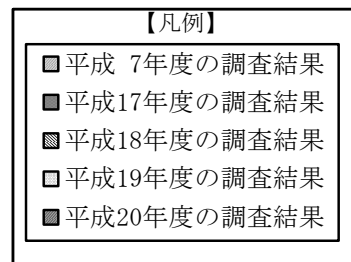 【凡例】
平成 7年度の調査結果
平成17年度の調査結果
平成18年度の調査結果
平成19年度の調査結果
平成20年度の調査結果